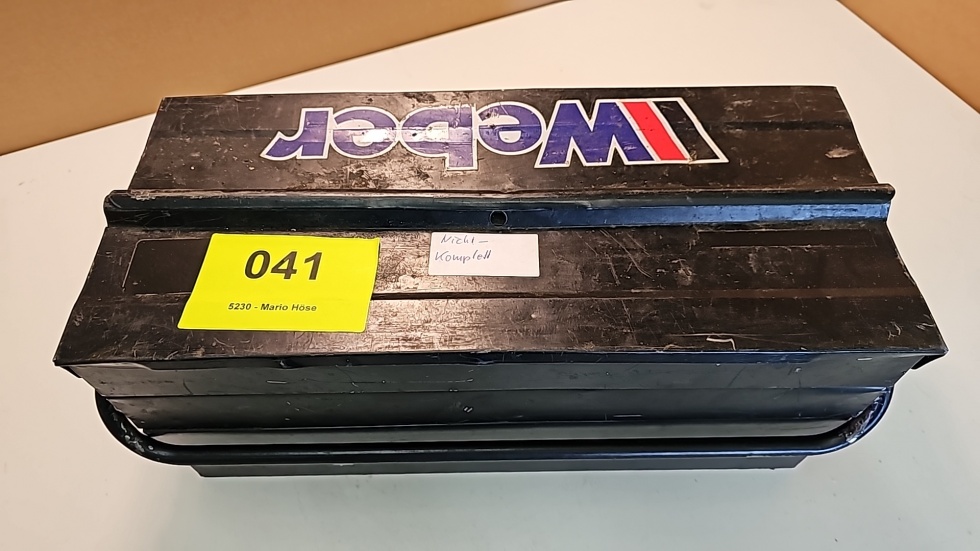 Weber
041
5230 - Mario Höse
Nicht-
Komplett